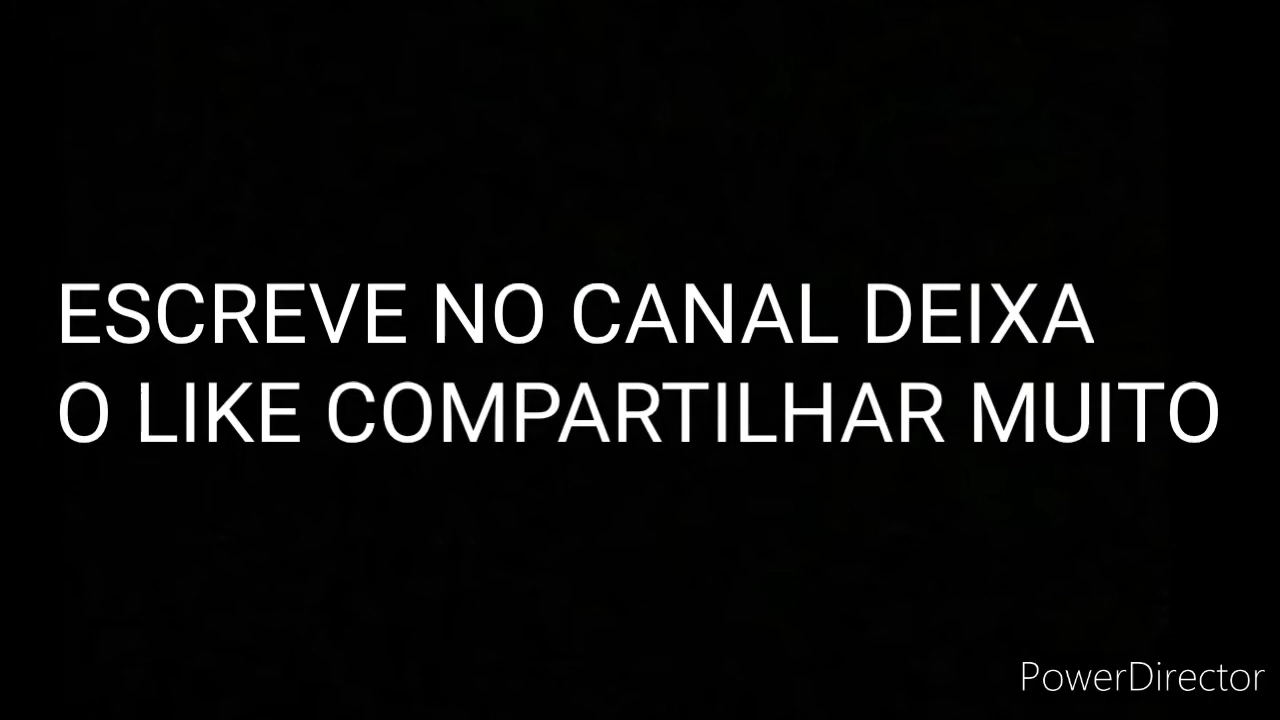 ESCREVE NO CANAL DEIXA
O LIKE COMPARTILHAR MUITO
PowerDirector